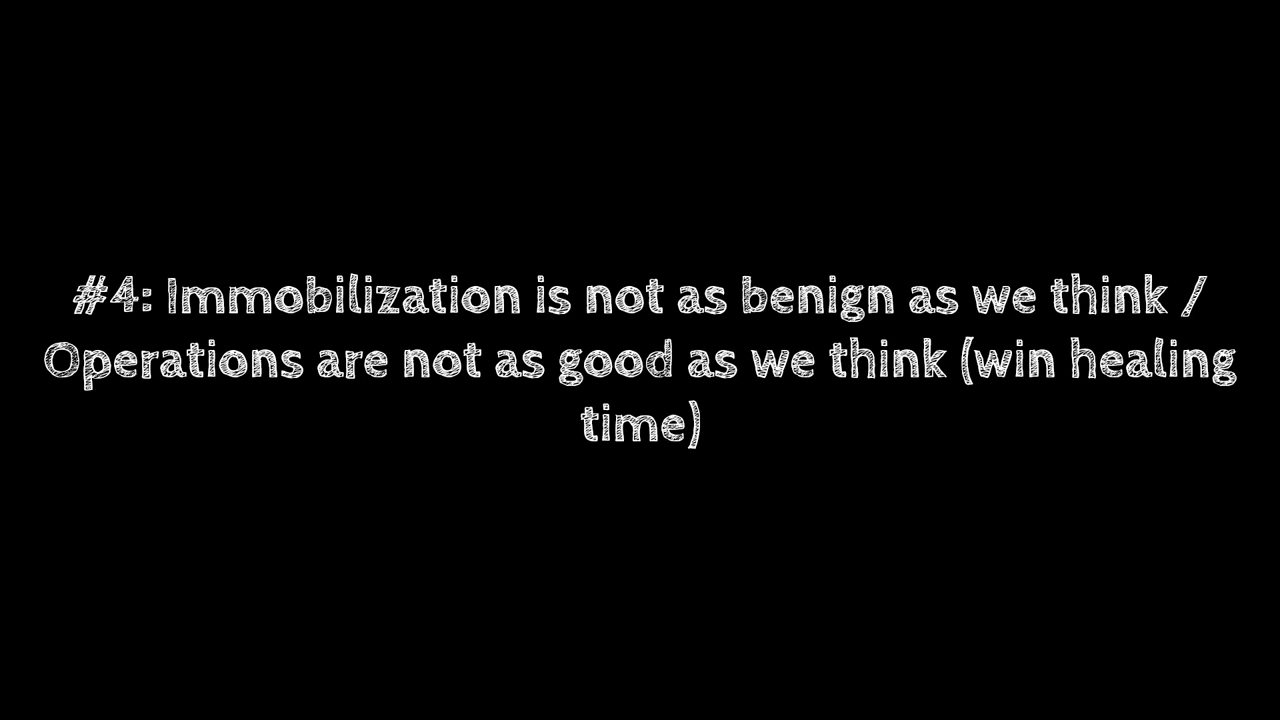 #4: Immobilization is not as benign as we think /
Operations are not as good as we think (win healing
time)